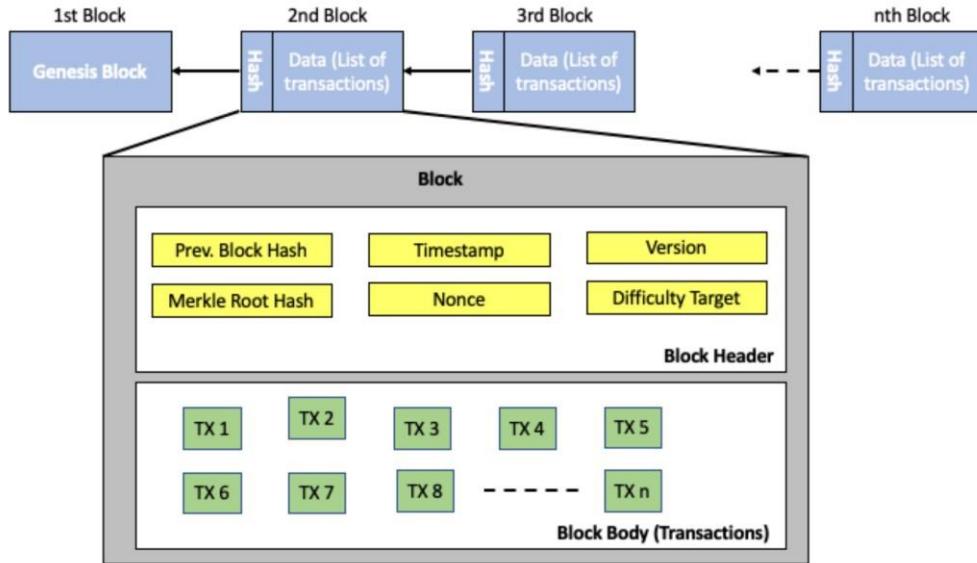 1st Block
2nd Block
3rd Block
nth Block
Genesis Block
Hash
Data (List of
transactions)
Hash
Data (List of
transactions)
Hash
Data (List of
transactions)
Block
Prev. Block Hash
Timestamp
Version
Merkle Root Hash
Nonce
Difficulty Target
Block Header
TX 1
TX 2
TX 3
TX 4
TX 5
TX 6
TX 7
TX 8
TX n
Block Body (Transactions)